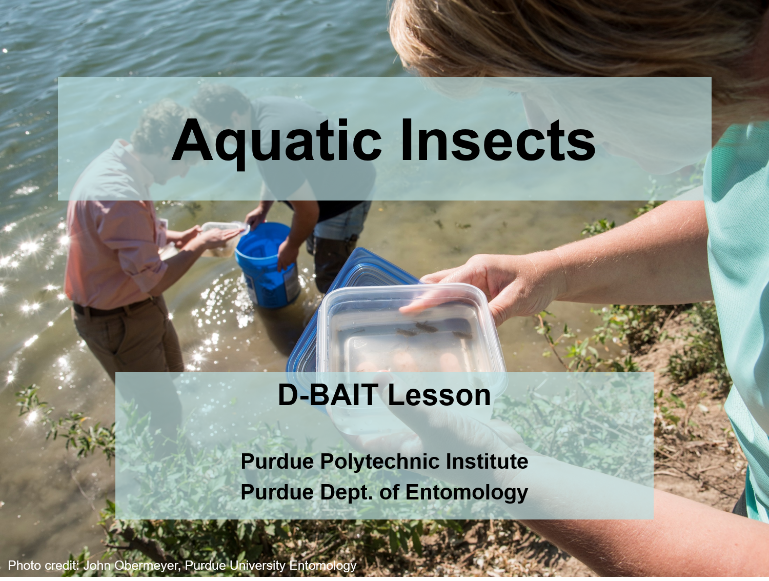 Aquatic Insects
D-BAIT Lesson
Purdue Polytechnic Institute
Purdue Dept. of Entomology
Photo credit: John Obermeyer, Purdue University Entomology